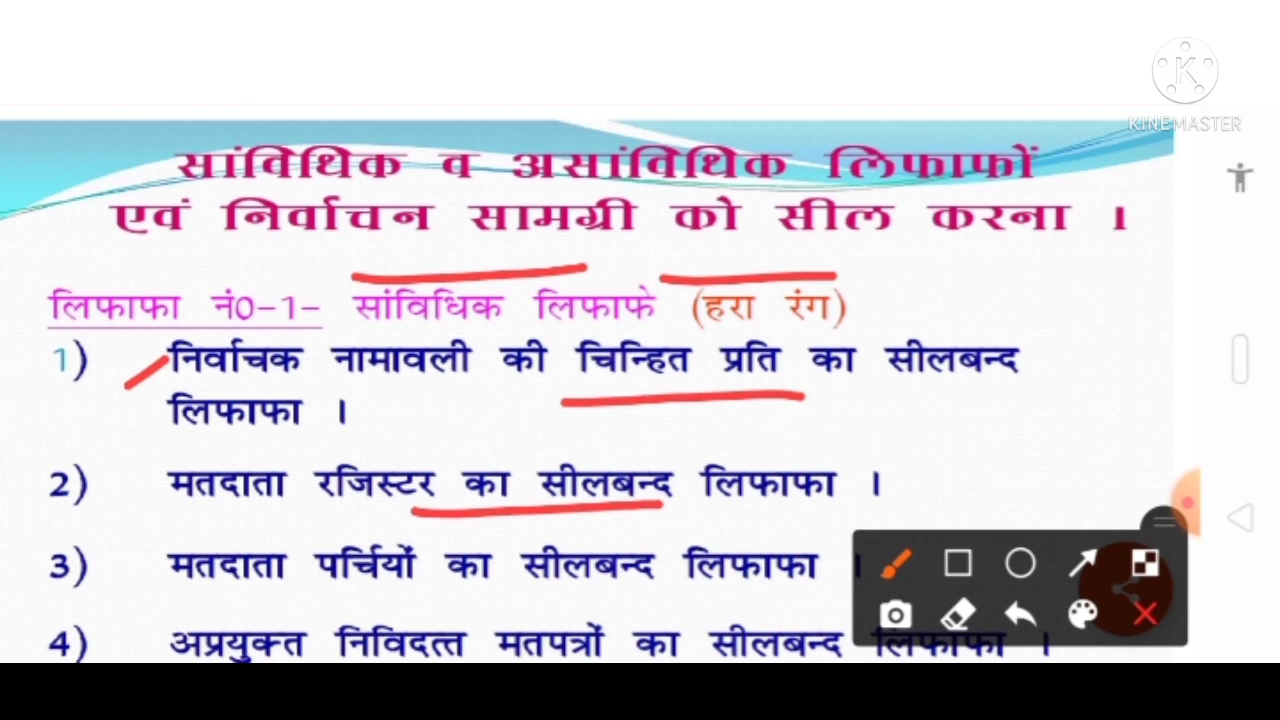 KINEMASTER
सांविधिक व असांविधिक लिफाफों
एवं निर्वाचन सामग्री को सील करना ।
लिफाफा नं0-1- सांविधिक लिफाफे (हरा रंग)
1) निर्वाचक नामावली की चिन्हित प्रति का सीलबन्द
लिफाफा ।
2) मतदाता रजिस्टर का सीलबन्द लिफाफा ।
3) मतदाता पर्चियों का सीलबन्द लिफाफा ।
4) अप्रयुक्त निविदत्त मतपत्रों का सीलबन्द लिफाफा ।